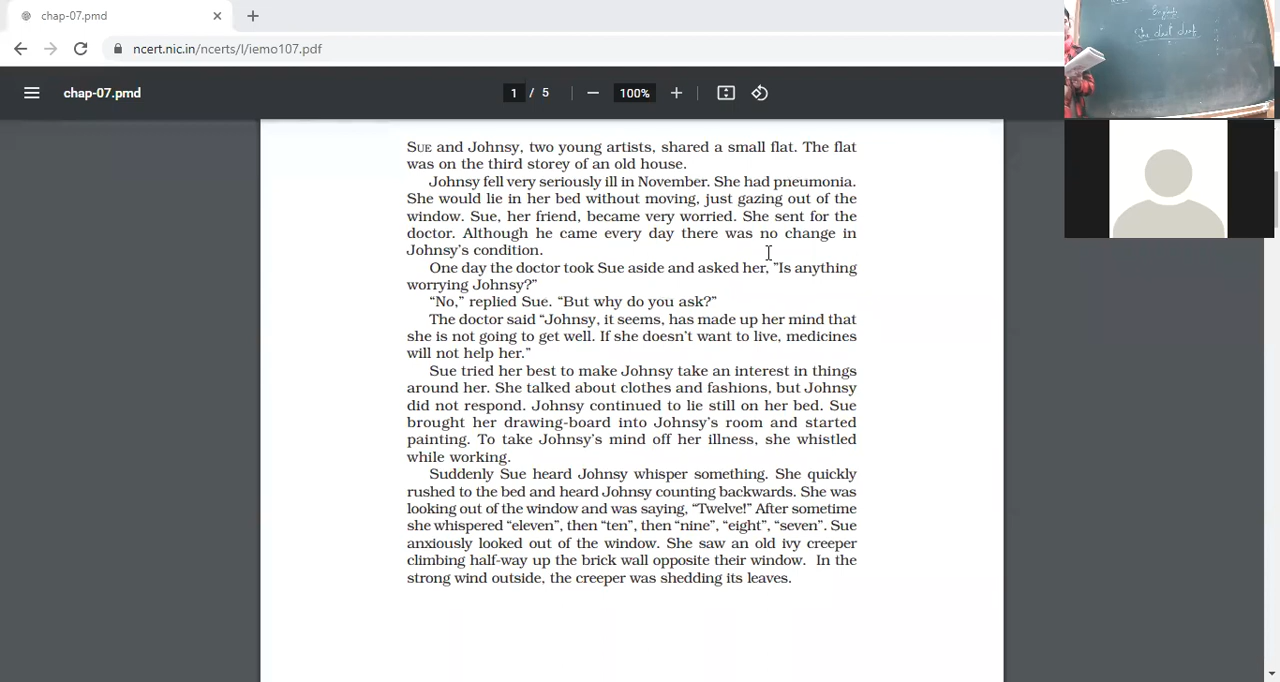 chap-07.pmd
ncert.nic.in/ncerts/l/iemo107.pdf
chap-07.pmd
1 / 5
100%
English
The last leaf
SUE and Johnsy, two young artists, shared a small flat. The flat
was on the third storey of an old house.
Johnsy fell very seriously ill in November. She had pneumonia.
She would lie in her bed without moving, just gazing out of the
window. Sue, her friend, became very worried. She sent for the
doctor. Although he came every day there was no change in
Johnsy's condition.
One day the doctor took Sue aside and asked her, "Is anything
worrying Johnsy?"
“No,” replied Sue. “But why do you ask?”
The doctor said “Johnsy, it seems, has made up her mind that
she is not going to get well. If she doesn't want to live, medicines
will not help her.”
Sue tried her best to make Johnsy take an interest in things
around her. She talked about clothes and fashions, but Johnsy
did not respond. Johnsy continued to lie still on her bed. Sue
brought her drawing-board into Johnsy's room and started
painting. To take Johnsy's mind off her illness, she whistled
while working.
Suddenly Sue heard Johnsy whisper something. She quickly
rushed to the bed and heard Johnsy counting backwards. She was
looking out of the window and was saying, “Twelve!” After sometime
she whispered “eleven”, then “ten”, then “nine”, “eight”, “seven”. Sue
anxiously looked out of the window. She saw an old ivy creeper
climbing half-way up the brick wall opposite their window. In the
strong wind outside, the creeper was shedding its leaves.